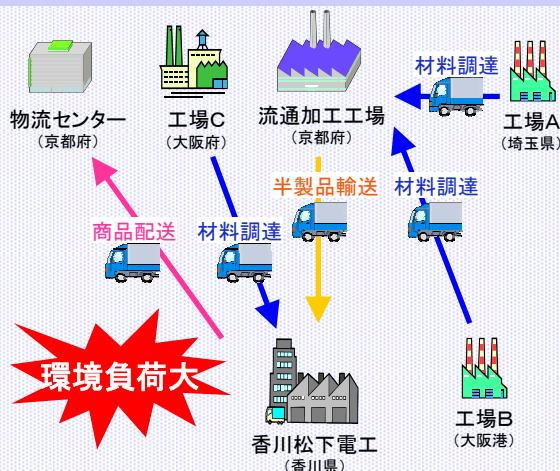 材料調達
物流センター
(京都府)
工場C
(大阪府)
流通加工工場
(京都府)
工場A
(埼玉県)
商品配送
材料調達
半製品輸送
材料調達
環境負荷大
香川松下電工
(香川県)
工場B
(大阪港)